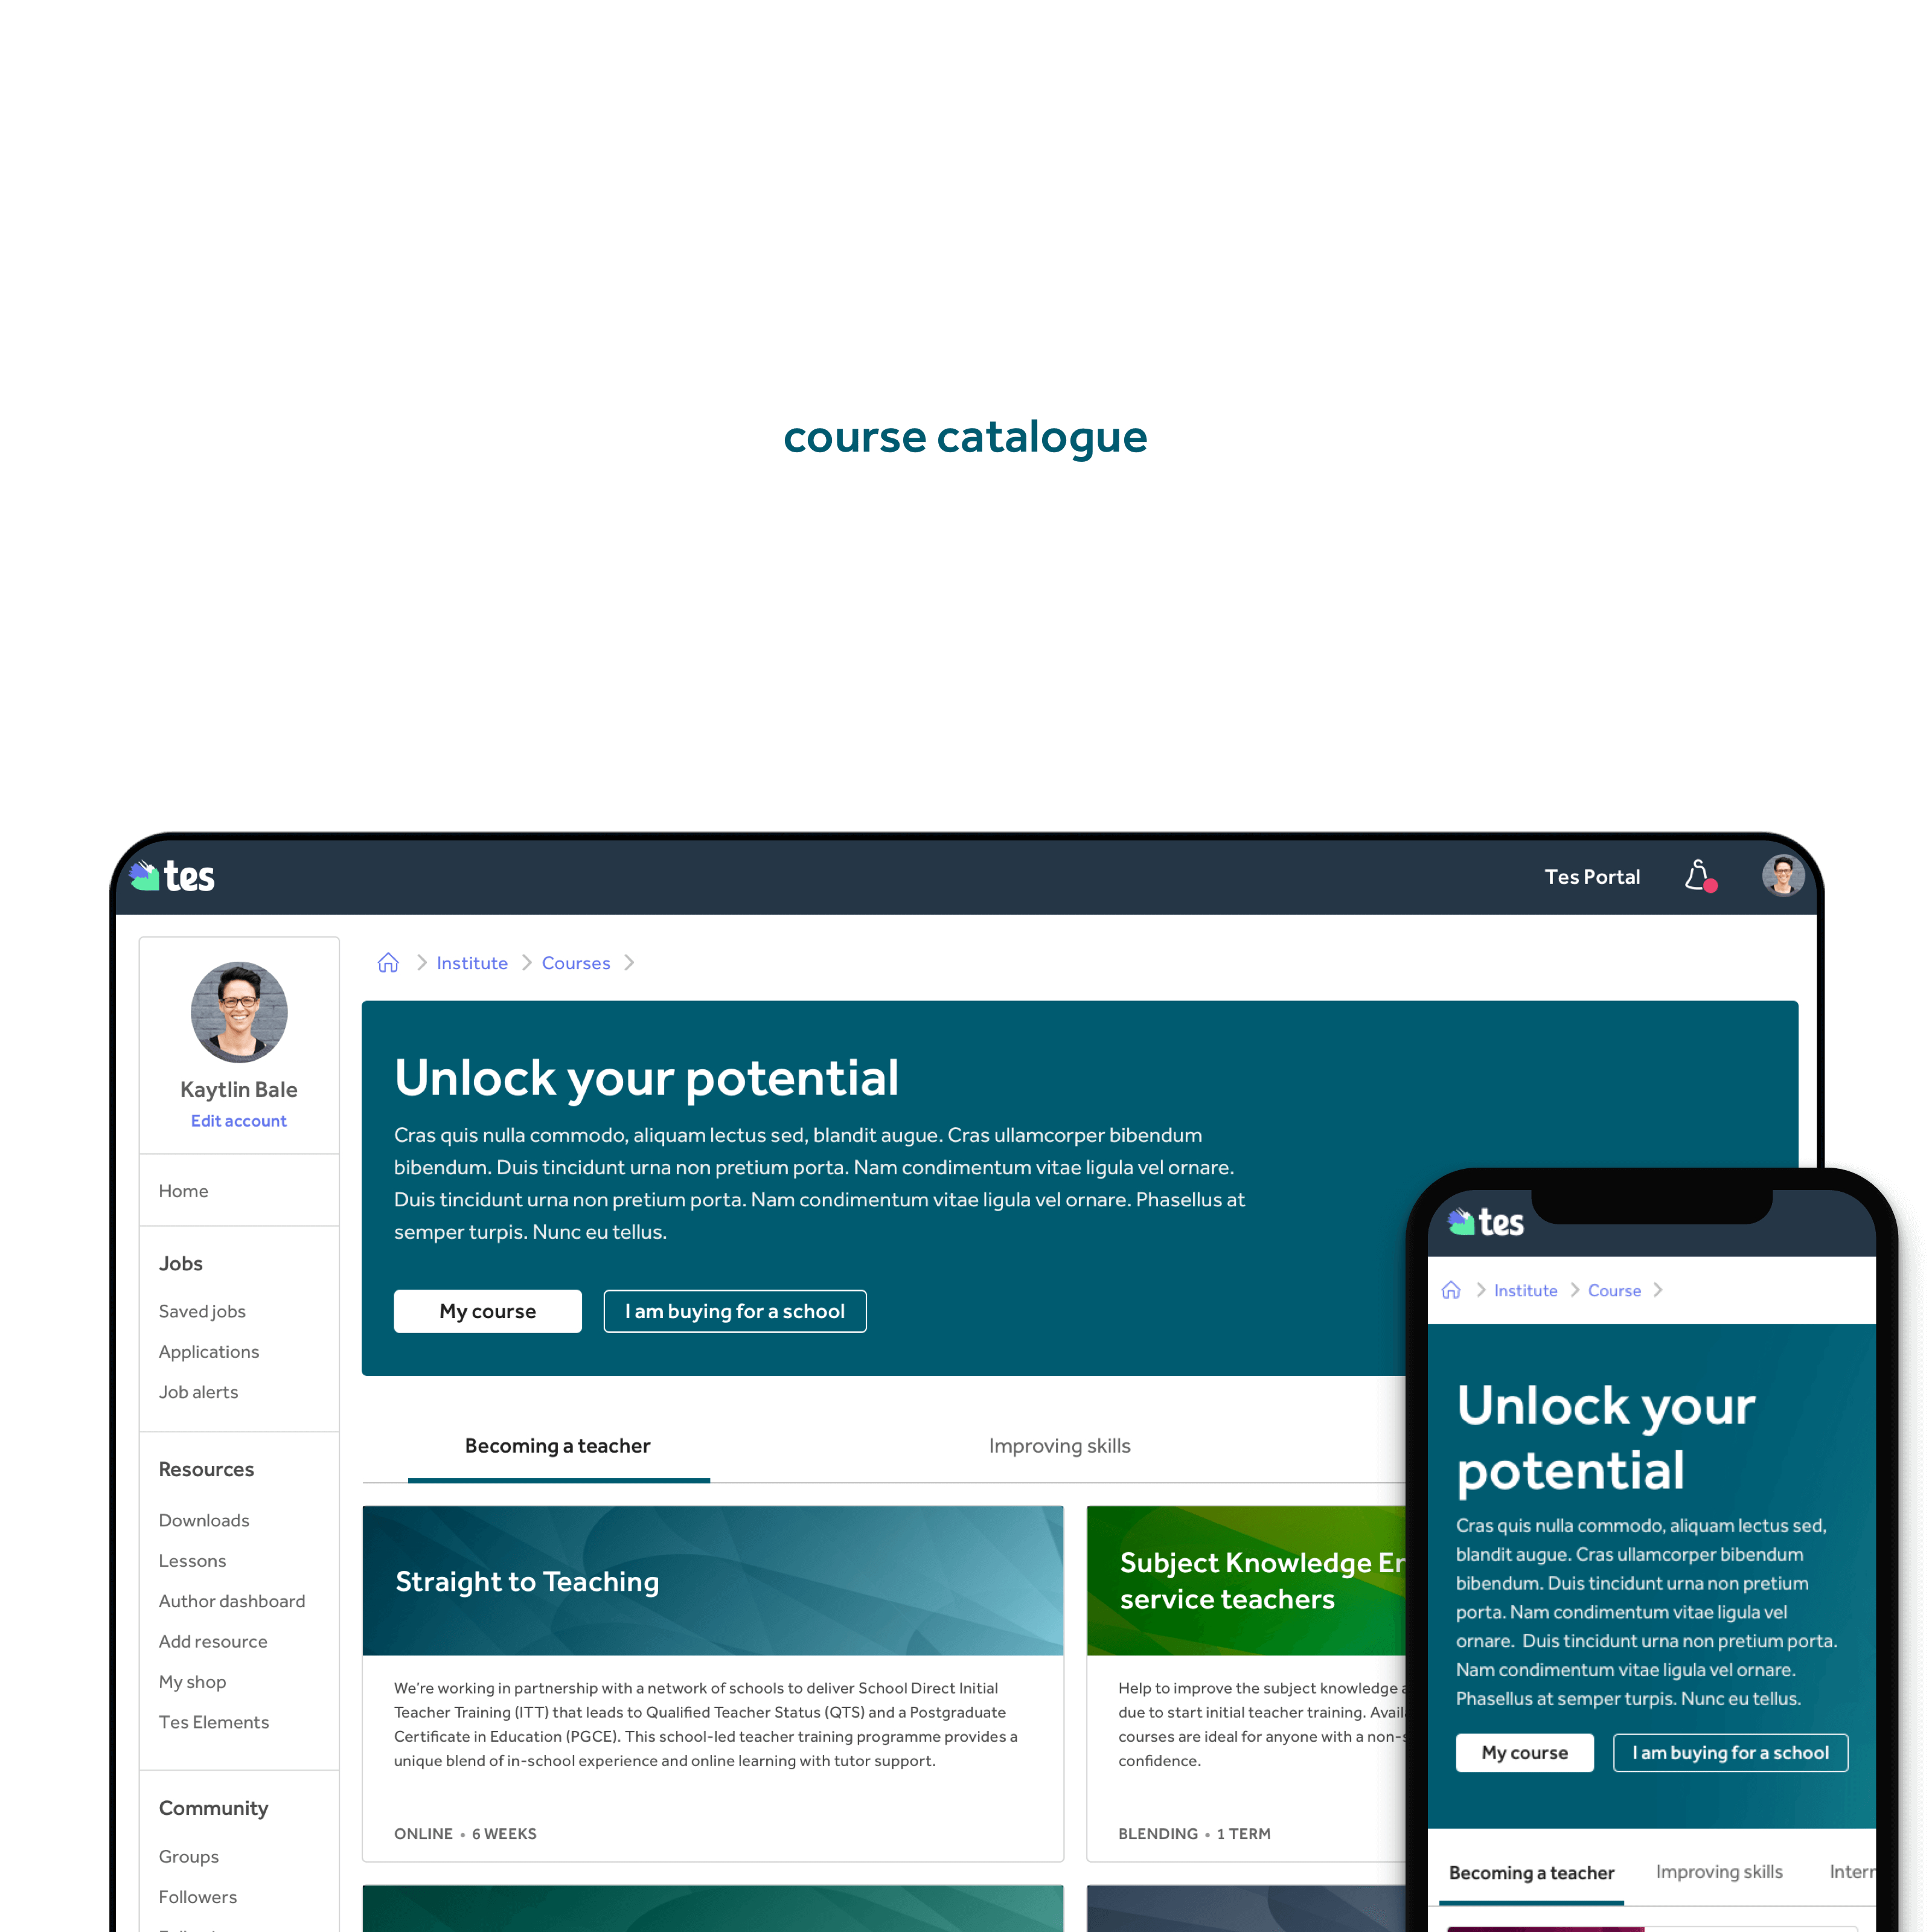 course catalogue
tes
Tes Portal
Kaytlin Bale
Edit account
Home
Jobs
Saved jobs
Applications
Job alerts
Resources
Downloads
Lessons
Author dashboard
Add resource
My shop
Tes Elements
Community
Groups
Followers
Institute
Courses
Unlock your potential
Cras quis nulla commodo, aliquam lectus sed, blandit augue. Cras ullamcorper bibendum
bibendum. Duis tincidunt urna non pretium porta. Nam condimentum vitae ligula vel ornare.
Duis tincidunt urna non pretium porta. Nam condimentum vitae ligula vel ornare. Phasellus at
semper turpis. Nunc eu tellus.
My course
I am buying for a school
Becoming a teacher
Improving skills
Straight to Teaching
We're working in partnership with a network of schools to deliver School Direct Initial
Teacher Training (ITT) that leads to Qualified Teacher Status (QTS) and a Postgraduate
Certificate in Education (PGCE). This school-led teacher training programme provides a
unique blend of in-school experience and online learning with tutor support.
ONLINE • 6 WEEKS
Subject Knowledge
service teachers
Help to improve the subject knowledge
due to start initial teacher training.
courses are ideal for anyone with a
confidence.
BLENDING • 1 TERM
tes
Institute
Course
Unlock your
potential
Cras quis nulla commodo, aliquam lectus sed,
blandit augue. Cras ullamcorper bibendum
bibendum. Duis tincidunt urna non pretium
porta. Nam condimentum vitae ligula vel
ornare. Duis tincidunt urna non pretium porta.
Nam condimentum vitae ligula vel ornare.
Phasellus at semper turpis. Nunc eu tellus.
My course
I am buying for a school
Becoming a teacher
Improving skills